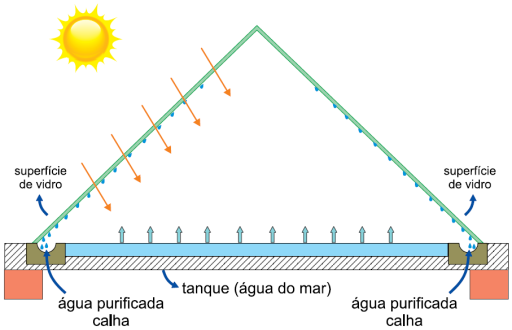 superfície
de vidro
superfície
de vidro
tanque (água do mar)
água purificada
calha
água purificada
calha